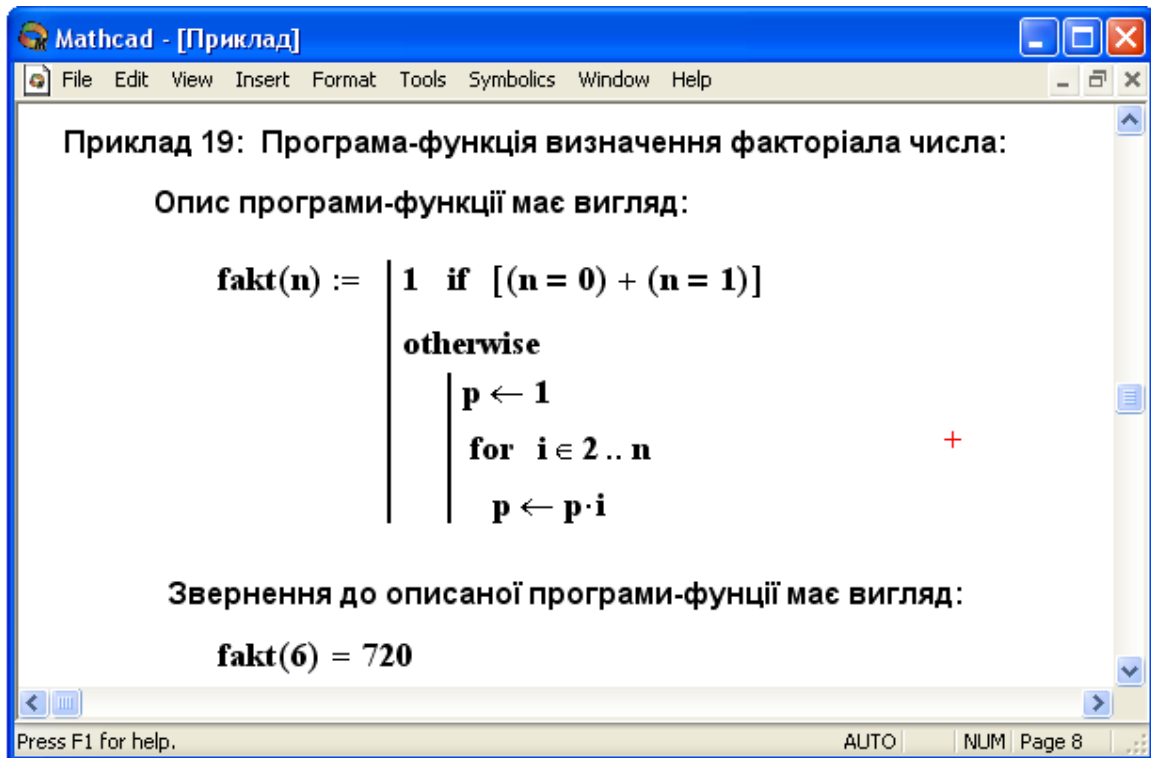 Mathcad - [Приклад]
File Edit View Insert Format Tools Symbolics Window Help
Приклад 19: Програма-функція визначення факторіала числа:
Опис програми-функції має вигляд:
fakt(n) := 1 if [(n = 0) + (n = 1)]
otherwise
p ← 1
for i ∈ 2 .. n
p ← p·i
Звернення до описаної програми-фунції має вигляд:
fakt(6) = 720
Press F1 for help. AUTO NUM Page 8